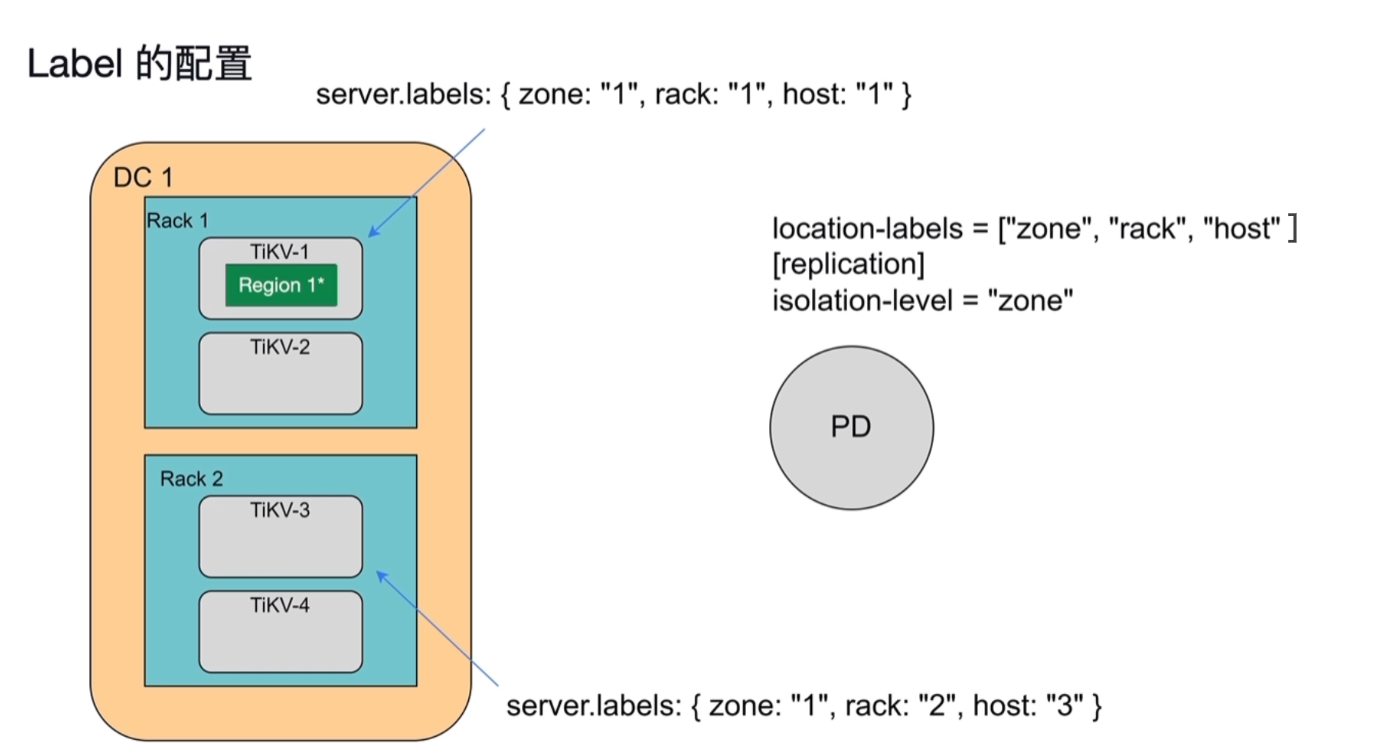 Label 的配置
server.labels: { zone: "1", rack: "1", host: "1" }
DC 1
Rack 1
TiKV-1
Region 1*
TiKV-2
Rack 2
TiKV-3
TiKV-4
server.labels: { zone: "1", rack: "2", host: "3" }
location-labels = ["zone", "rack", "host" ]
[replication]
isolation-level = "zone"
PD